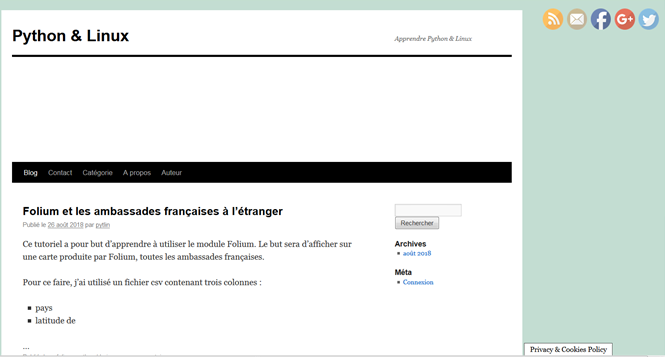 Python & Linux
Apprendre Python & Linux
Blog Contact Catégorie A propos Auteur
Folium et les ambassades françaises à l'étranger
Publié le 26 août 2018 par pytlin
Ce tutoriel a pour but d'apprendre à utiliser le module Folium. Le but sera d'afficher sur
une carte produite par Folium, toutes les ambassades françaises.
Pour ce faire, j'ai utilisé un fichier csv contenant trois colonnes :
pays
latitude de
...
Rechercher
Archives
août 2018
Méta
Connexion
Privacy & Cookies Policy